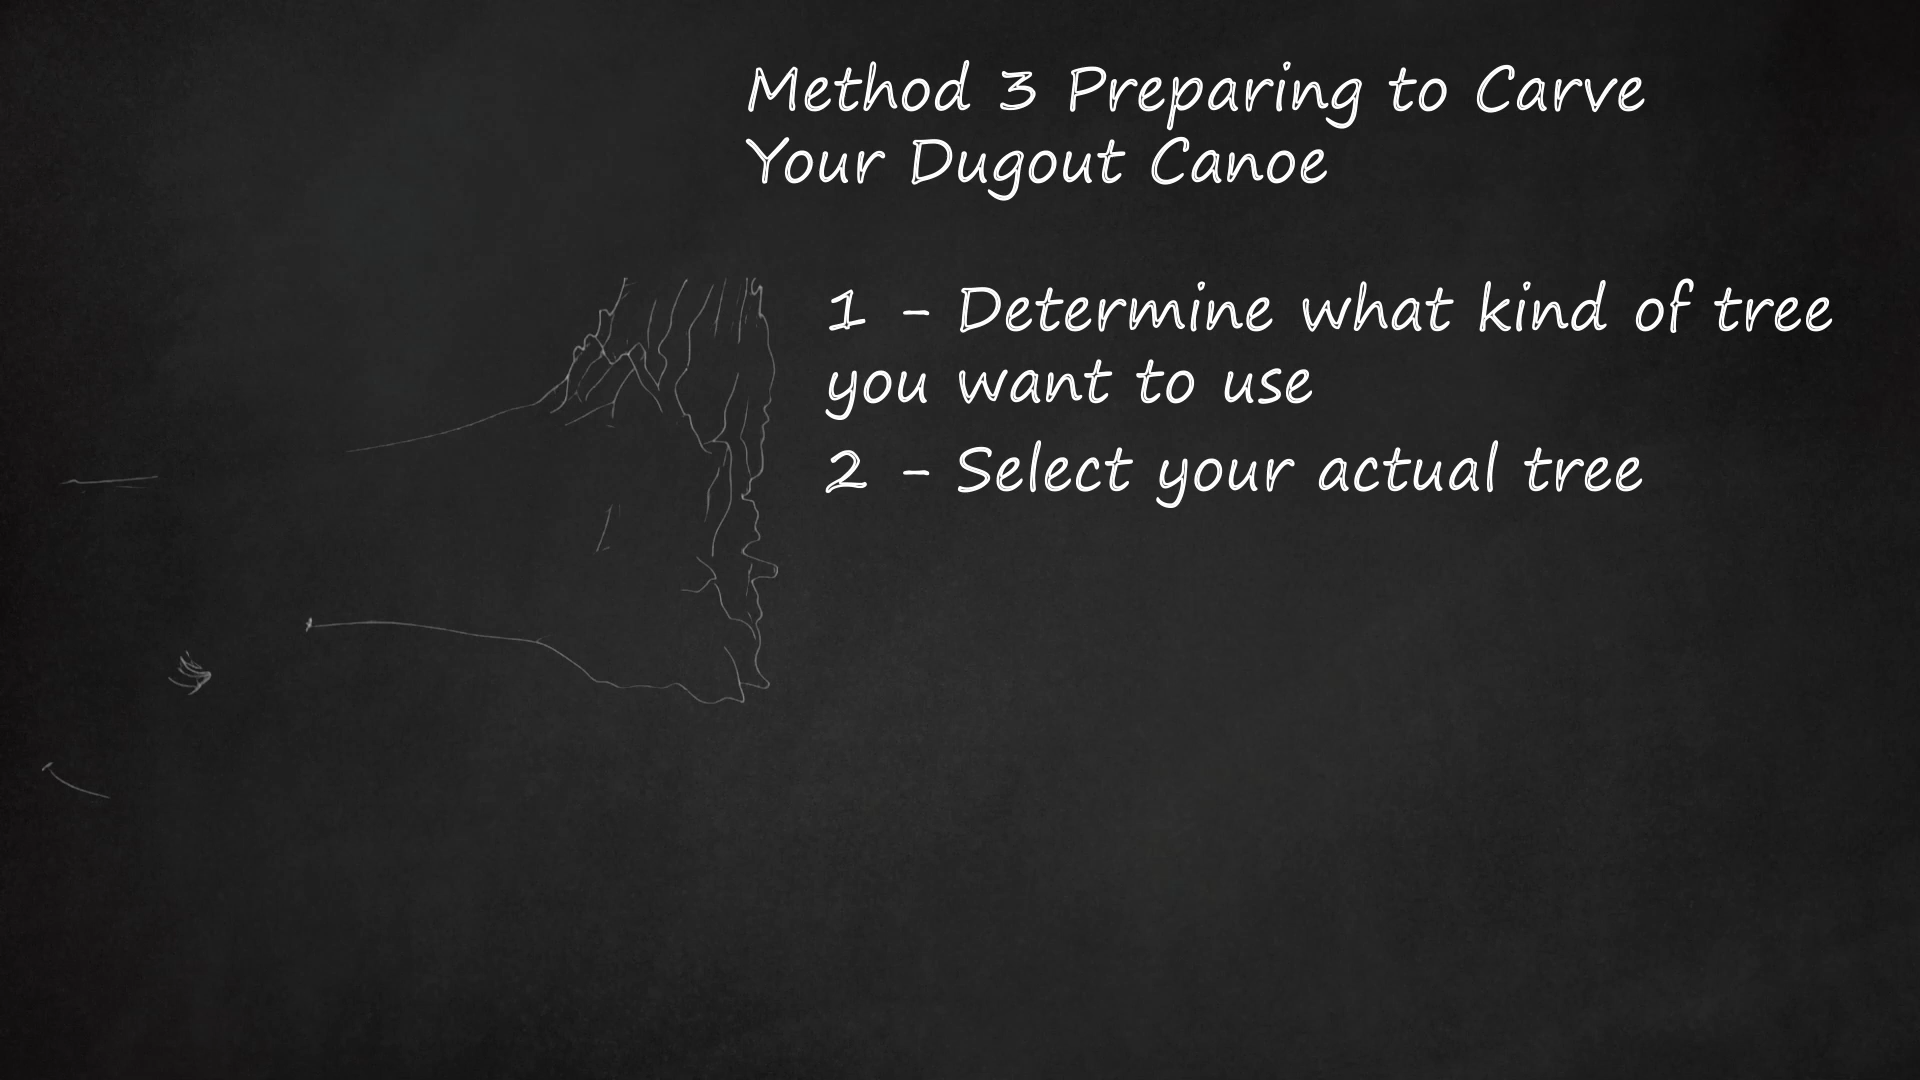 Method 3 Preparing to Carve
Your Dugout Canoe
1 - Determine what kind of tree
you want to use
2 - Select your actual tree